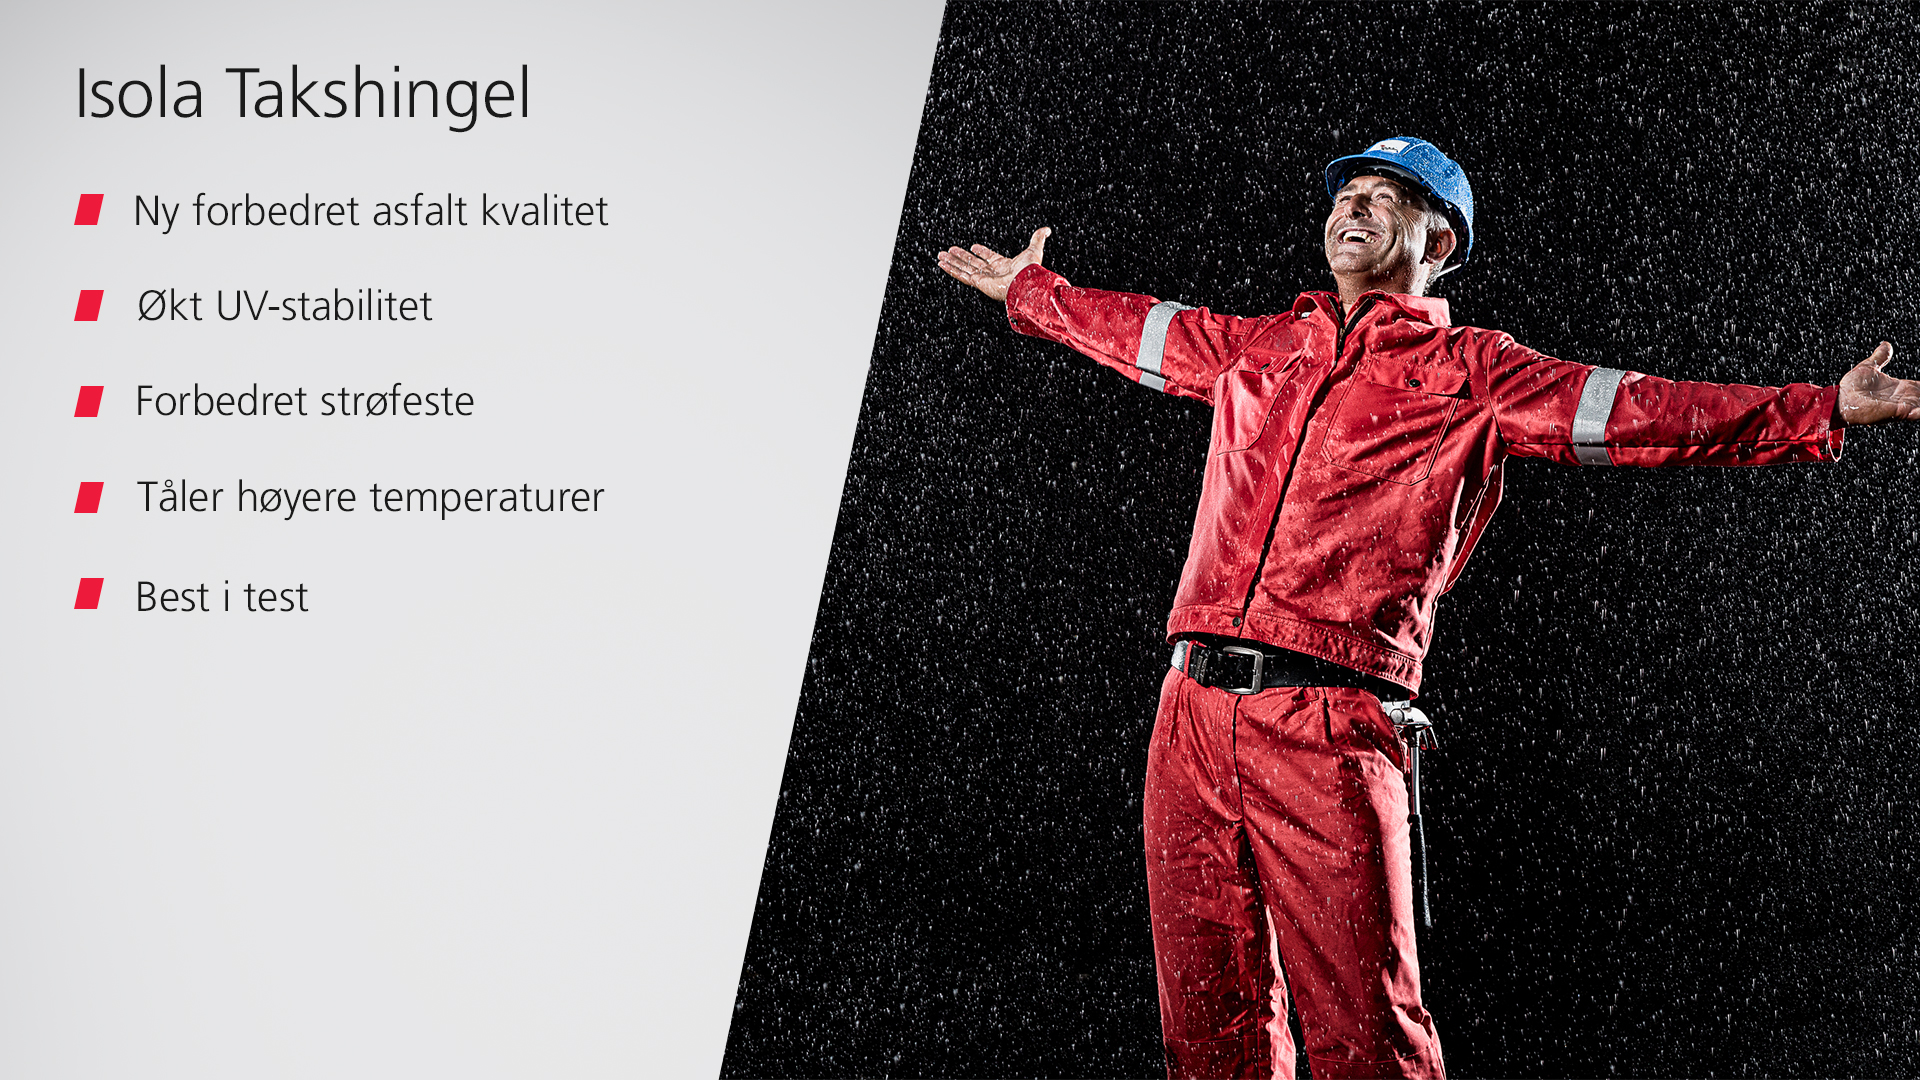 Isola Takshingel
Ny forbedret asfalt kvalitet
Økt UV-stabilitet
Forbedret strøfeste
Tåler høyere temperaturer
Best i test